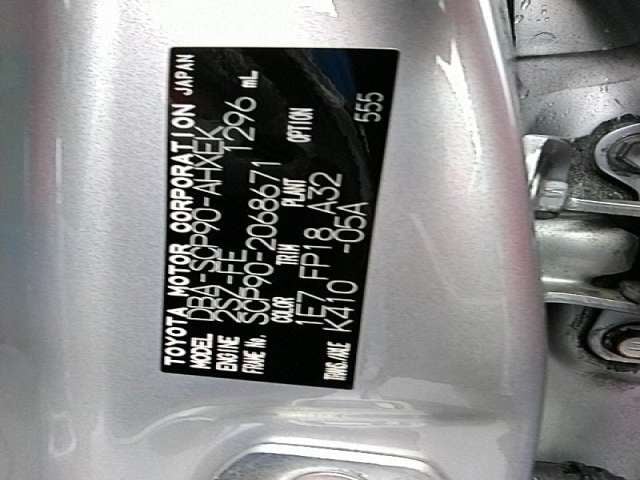 TOYOTA MOTOR CORPORATION JAPAN
MODEL DBA-SCP90-AHXEK
ENGINE 2SZ-FE 1296 mL
FRAME No. SCP90-2068671
COLOR TRIM PLANT OPTION
1E7 FP18 A32
TRANS./AXLE K410 -05A 555